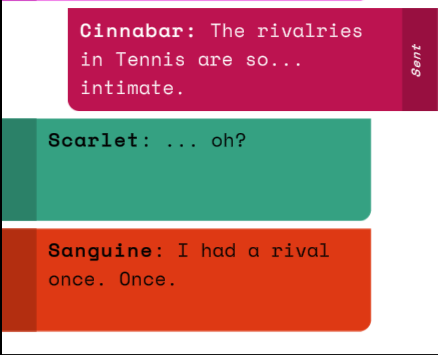 Cinnabar: The rivalries
in Tennis are so...
intimate.
Sent
Scarlet: ... oh?
Sanguine: I had a rival
once. Once.